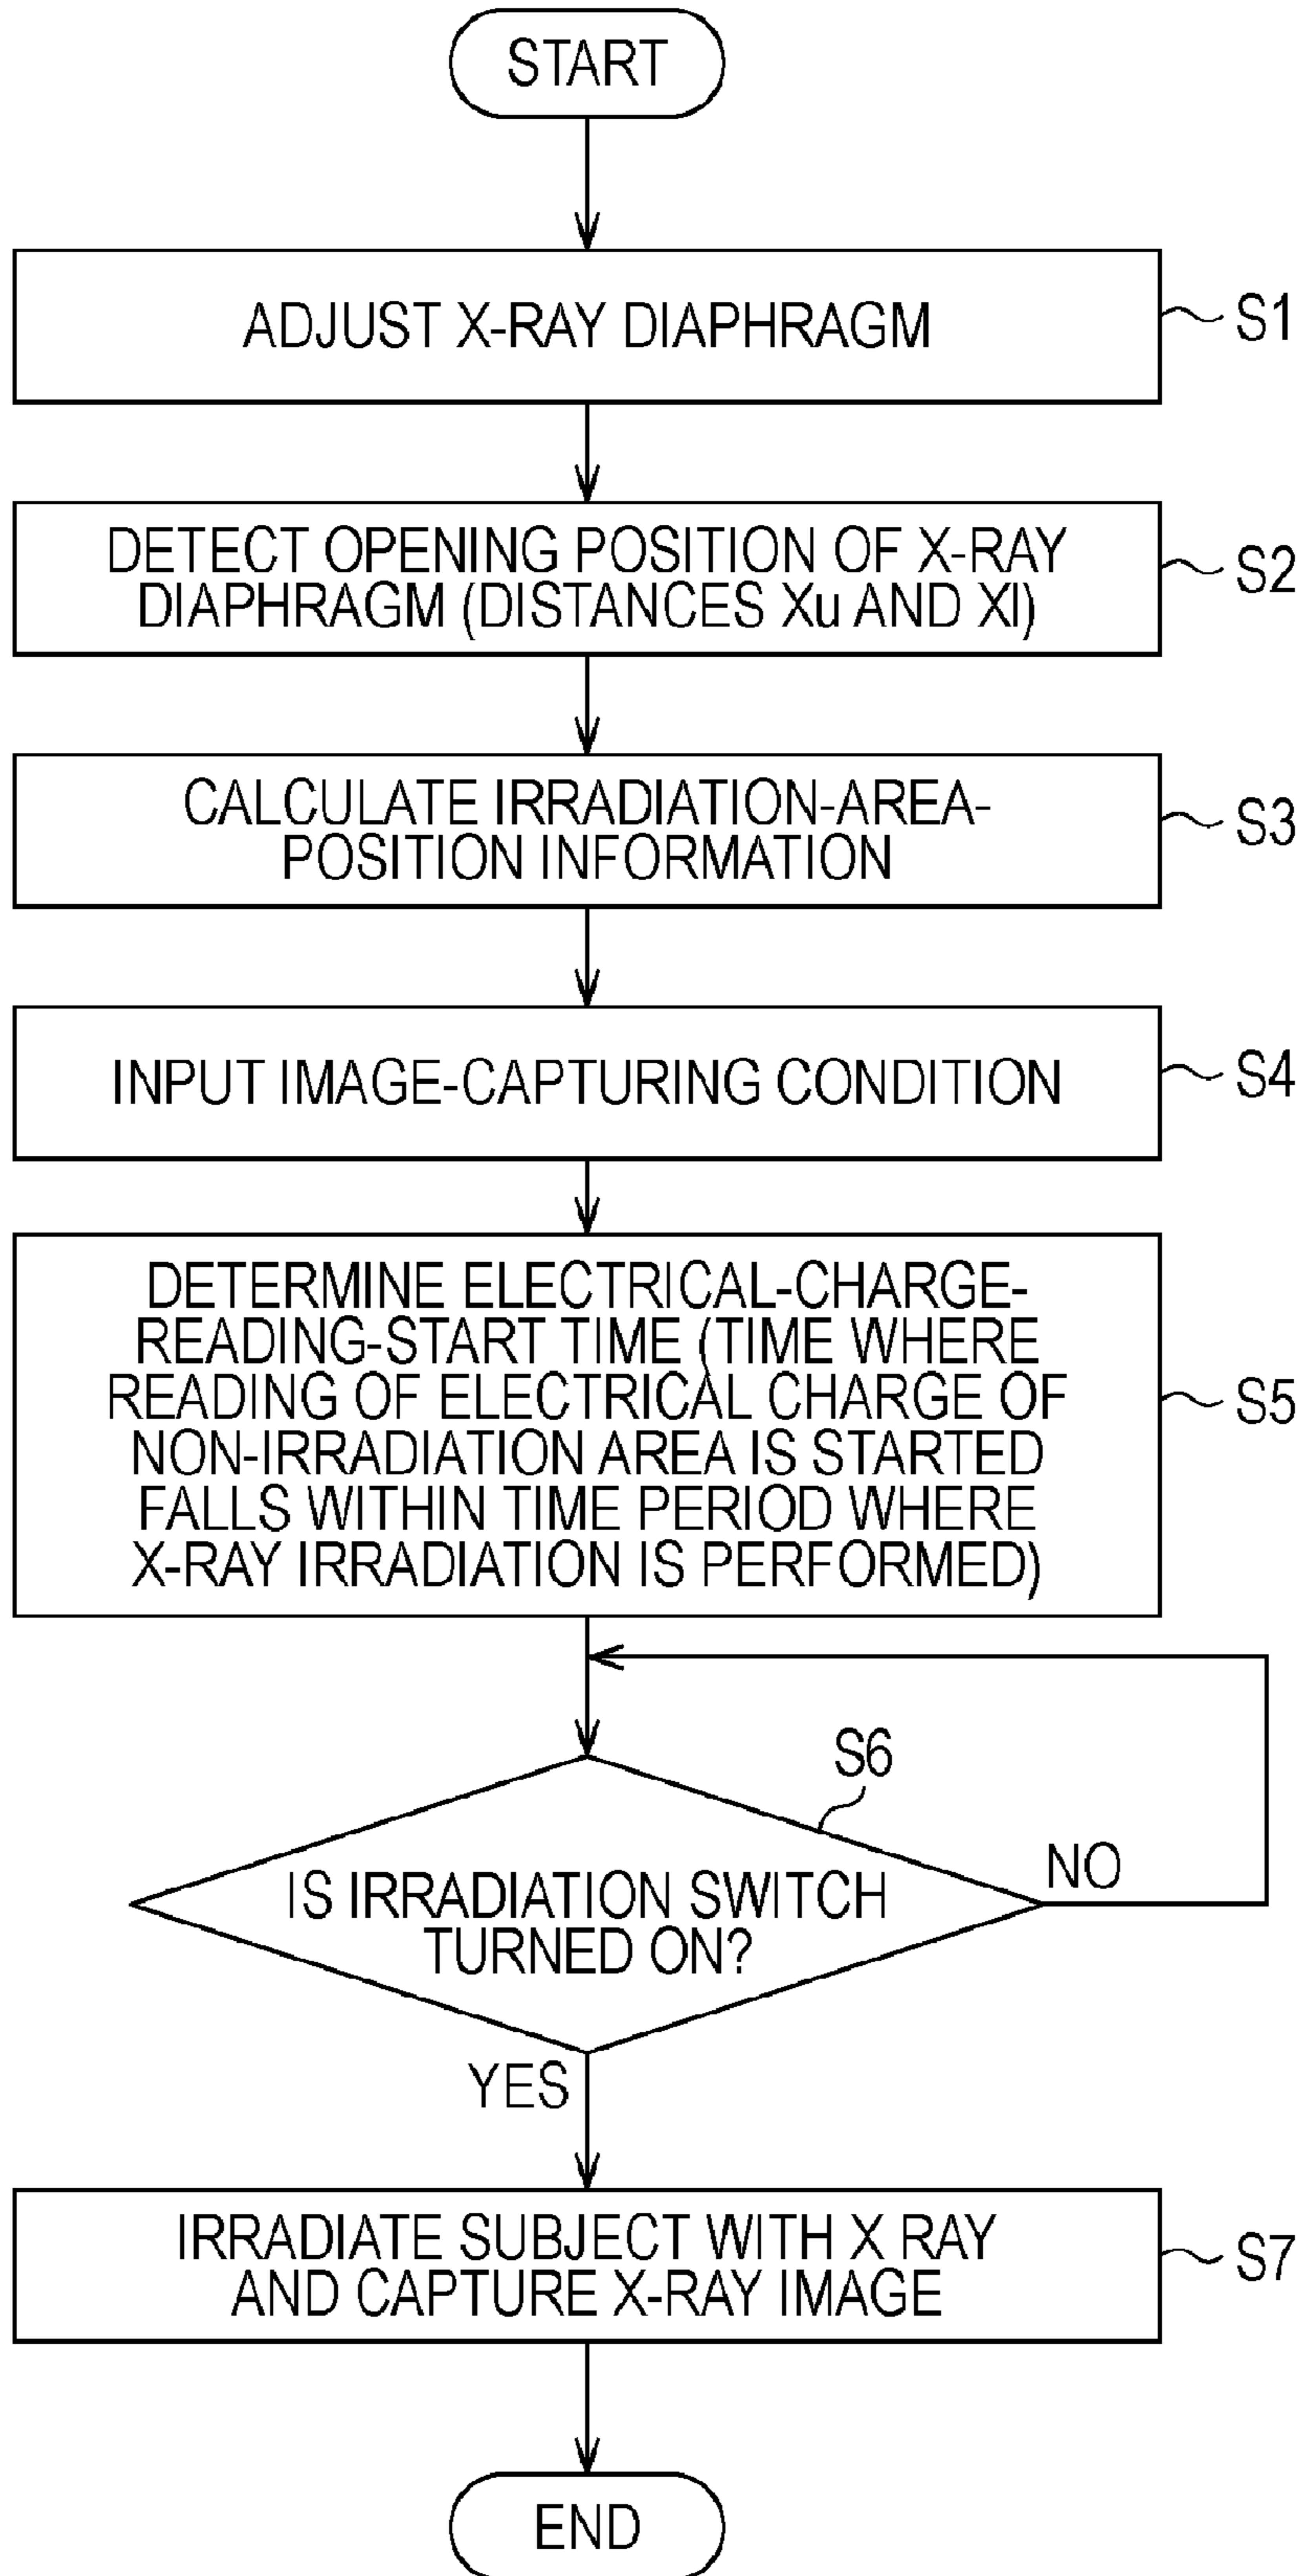 START
ADJUST X-RAY DIAPHRAGM
S1
DETECT OPENING POSITION OF X-RAY
DIAPHRAGM (DISTANCES Xu AND Xl)
S2
CALCULATE IRRADIATION-AREA-
POSITION INFORMATION
S3
INPUT IMAGE-CAPTURING CONDITION
S4
DETERMINE ELECTRICAL-CHARGE-
READING-START TIME (TIME WHERE
READING OF ELECTRICAL CHARGE OF
NON-IRRADIATION AREA IS STARTED
FALLS WITHIN TIME PERIOD WHERE
X-RAY IRRADIATION IS PERFORMED)
S5
S6
IS IRRADIATION SWITCH
TURNED ON?
NO
YES
IRRADIATE SUBJECT WITH X RAY
AND CAPTURE X-RAY IMAGE
S7
END